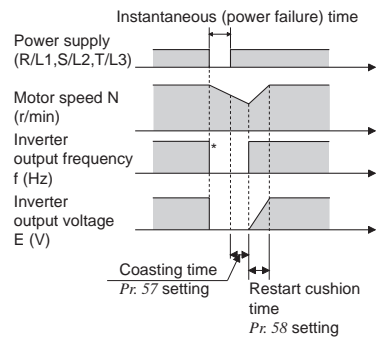 Instantaneous (power failure) time
Power supply
(R/L1,S/L2,T/L3)
Motor speed N
(r/min)
Inverter
output frequency
f (Hz)
*
Inverter
output voltage
E (V)
Coasting time
Pr. 57 setting
Restart cushion
time
Pr. 58 setting